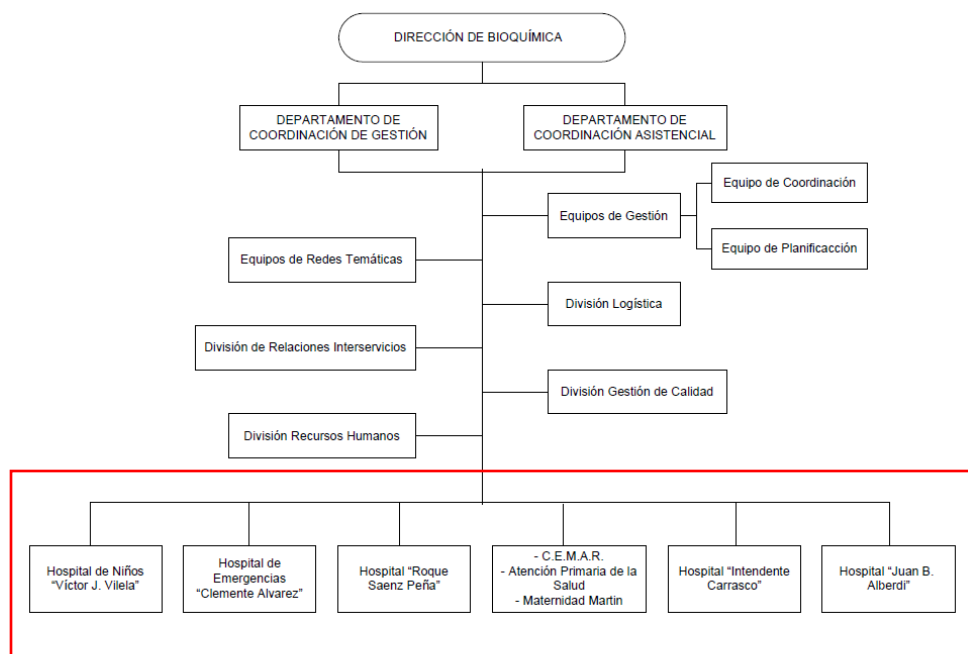 DIRECCIÓN DE BIOQUÍMICA
DEPARTAMENTO DE
COORDINACIÓN DE GESTIÓN
DEPARTAMENTO DE
COORDINACIÓN ASISTENCIAL
Equipo de Coordinación
Equipos de Gestión
Equipo de Planificacción
Equipos de Redes Temáticas
División Logística
División de Relaciones Interservicios
División Gestión de Calidad
División Recursos Humanos
Hospital de Niños
“Víctor J. Vilela”
Hospital de
Emergencias
“Clemente Alvarez”
Hospital “Roque
Saenz Peña”
- C.E.M.A.R.
- Atención Primaria de la
Salud
- Maternidad Martin
Hospital “Intendente
Carrasco”
Hospital “Juan B.
Alberdi”